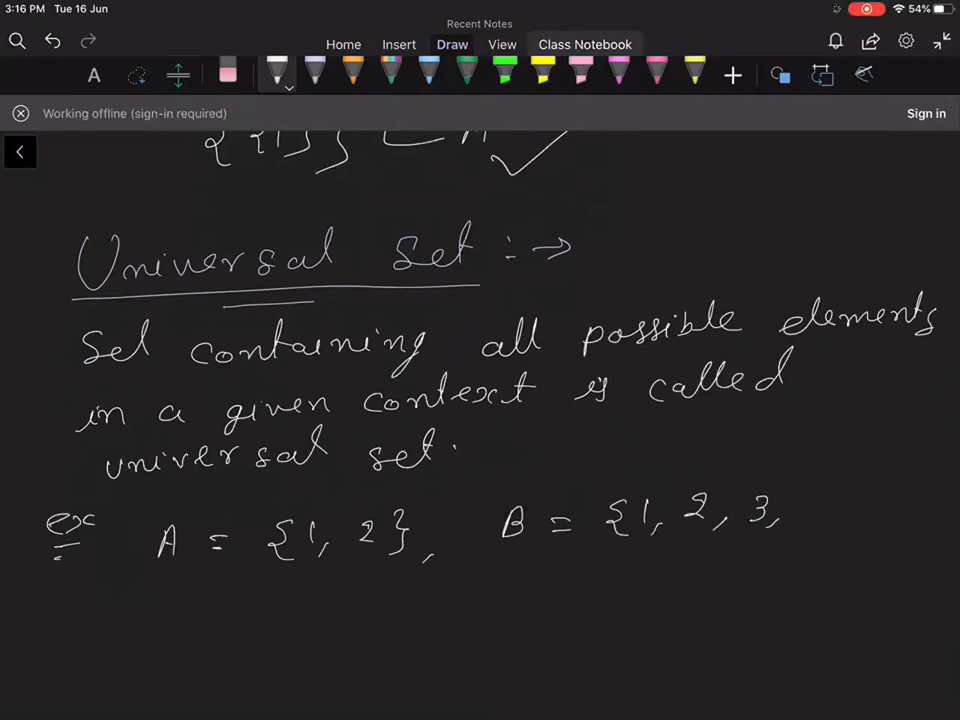 3:16 PM Tue 16 Jun
54%
Recent Notes
Home Insert Draw View Class Notebook
A
Working offline (sign-in required) Sign in
Universal Set :→
Set containing all possible elements
in a given context is called
universal set.
ex A = {1, 2}, B = {1, 2, 3,